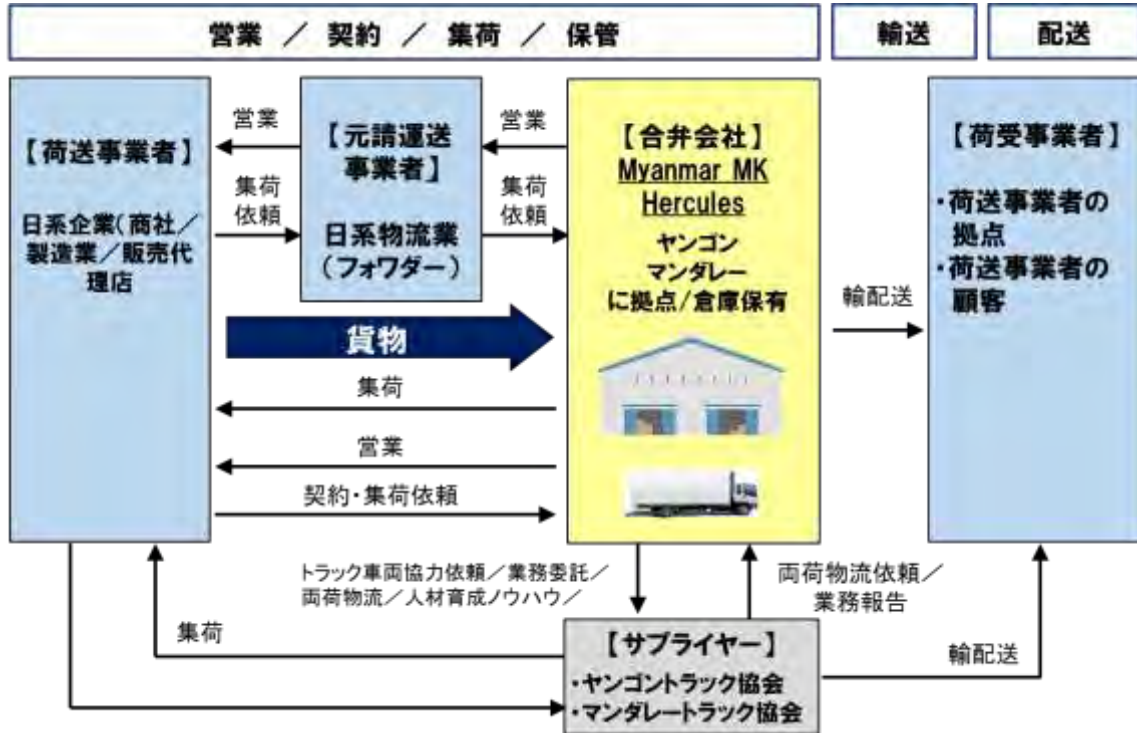 営業 ／ 契約 ／ 集荷 ／ 保管
輸送
配送
【荷送事業者】
日系企業(商社／
製造業／販売代
理店
営業
集荷
依頼
【元請運送
事業者】
日系物流業
(フォワダー)
営業
集荷
依頼
【合弁会社】
Myanmar MK
Hercules
ヤンゴン
マンダレー
に拠点/倉庫保有
【荷受事業者】
・荷送事業者の
拠点
・荷送事業者の
顧客
輸配送
貨物
集荷
営業
契約・集荷依頼
トラック車両協力依頼／業務委託／
両荷物流／人材育成ノウハウ／
両荷物流依頼／
業務報告
集荷
【サプライヤー】
・ヤンゴントラック協会
・マンダレートラック協会
輸配送